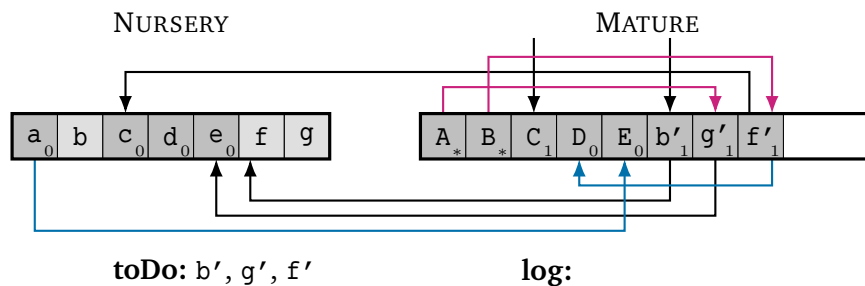 NURSERY MATURE
a₀ b c₀ d₀ e₀ f g A* B* C₁ D₀ E₀ b′₁ g′₁ f′₁
toDo: b′, g′, f′ log: